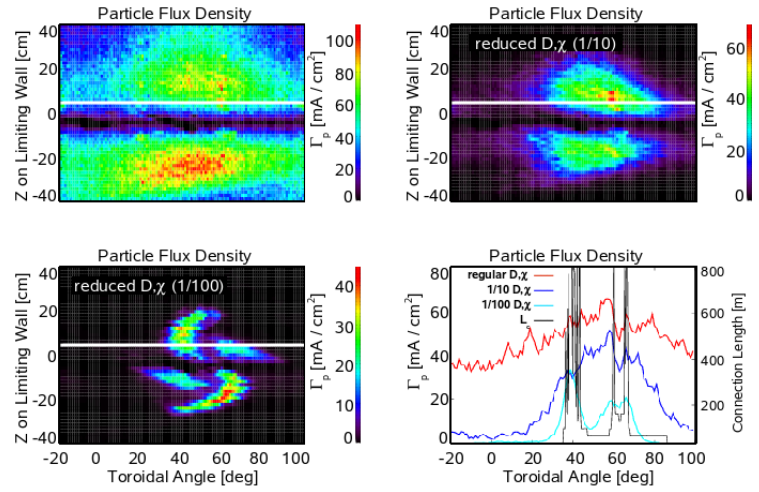 Particle Flux Density
Z on Limiting Wall [cm]
40
20
0
-20
-40
100
80
60
40
20
0
Γp [mA / cm²]
Particle Flux Density
reduced D,χ (1/10)
Z on Limiting Wall [cm]
40
20
0
-20
-40
60
40
20
0
Γp [mA / cm²]
Particle Flux Density
reduced D,χ (1/100)
Z on Limiting Wall [cm]
40
20
0
-20
-40
40
30
20
10
0
Γp [mA / cm²]
-20 0 20 40 60 80 100
Toroidal Angle [deg]
Particle Flux Density
regular D,χ
1/10 D,χ
1/100 D,χ
Lc
Γp [mA / cm²]
80
60
40
20
0
800
600
400
200
Connection Length [m]
-20 0 20 40 60 80 100
Toroidal Angle [deg]